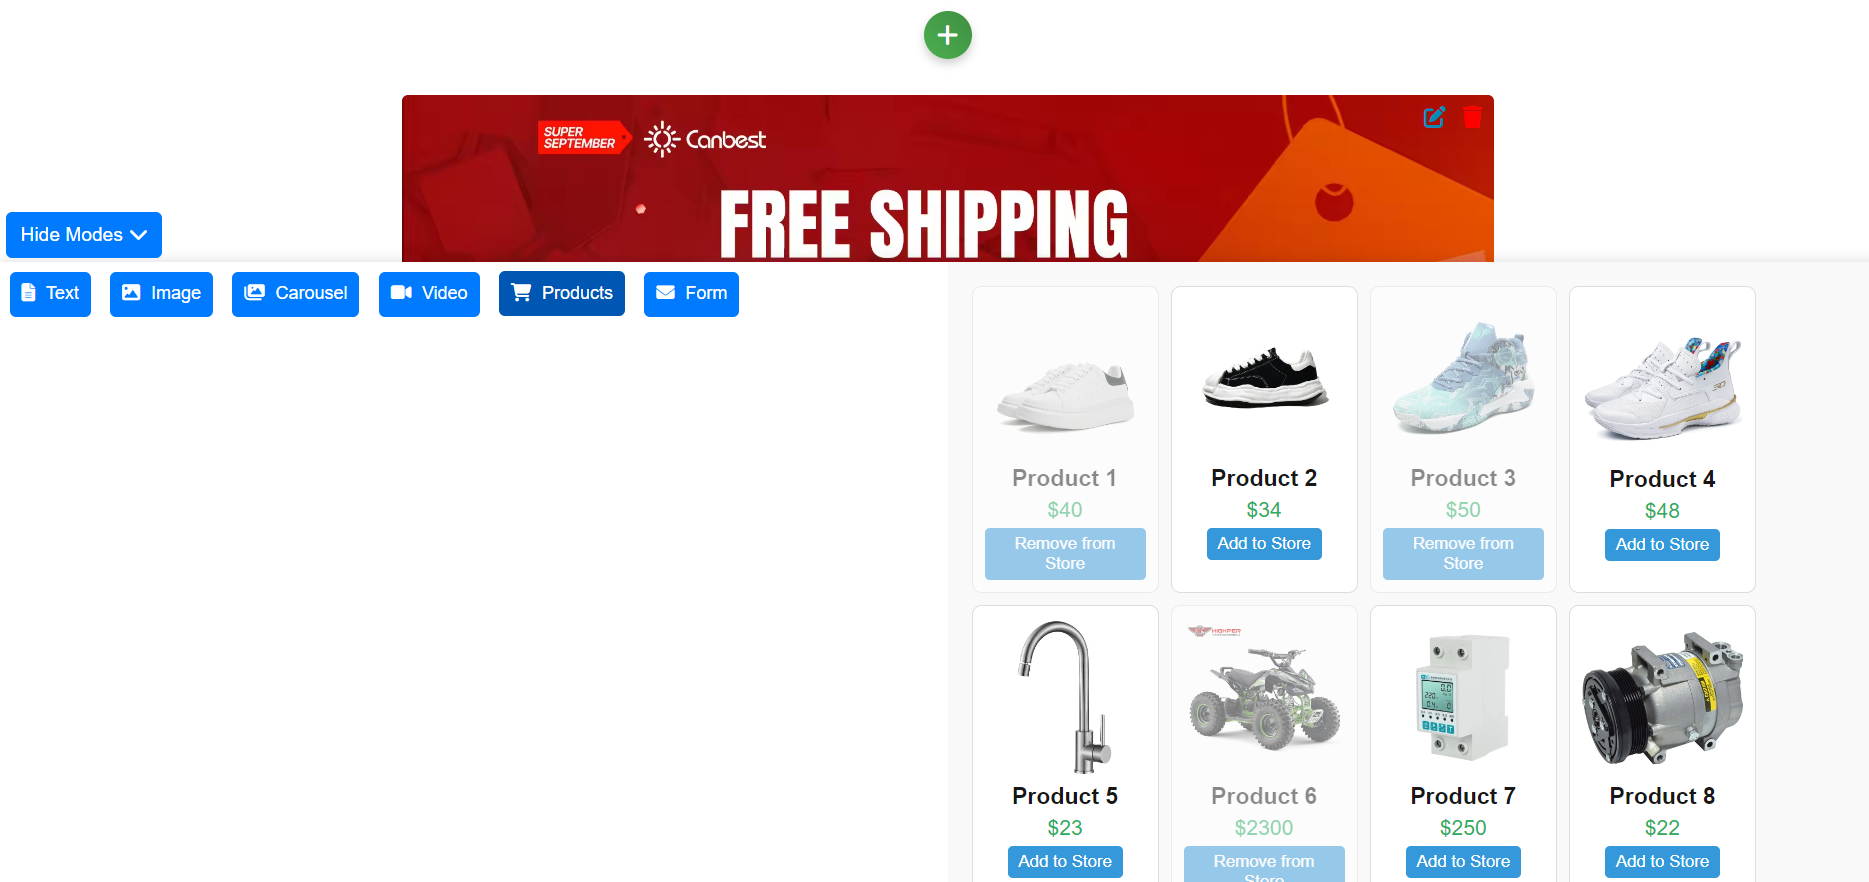 SUPER
SEPTEMBER
Canbest
FREE SHIPPING
Hide Modes
Text
Image
Carousel
Video
Products
Form
Product 1
$40
Remove from
Store
Product 2
$34
Add to Store
Product 3
$50
Remove from
Store
Product 4
$48
Add to Store
Product 5
$23
Add to Store
HIGHPER
Product 6
$2300
Remove from
Store
Product 7
$250
Add to Store
Product 8
$22
Add to Store